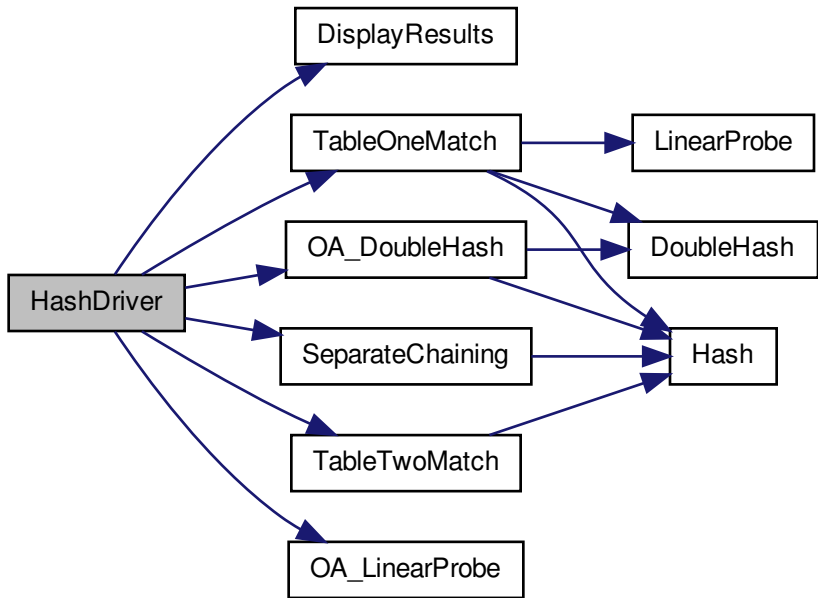 DisplayResults
TableOneMatch
LinearProbe
OA_DoubleHash
DoubleHash
HashDriver
SeparateChaining
Hash
TableTwoMatch
OA_LinearProbe